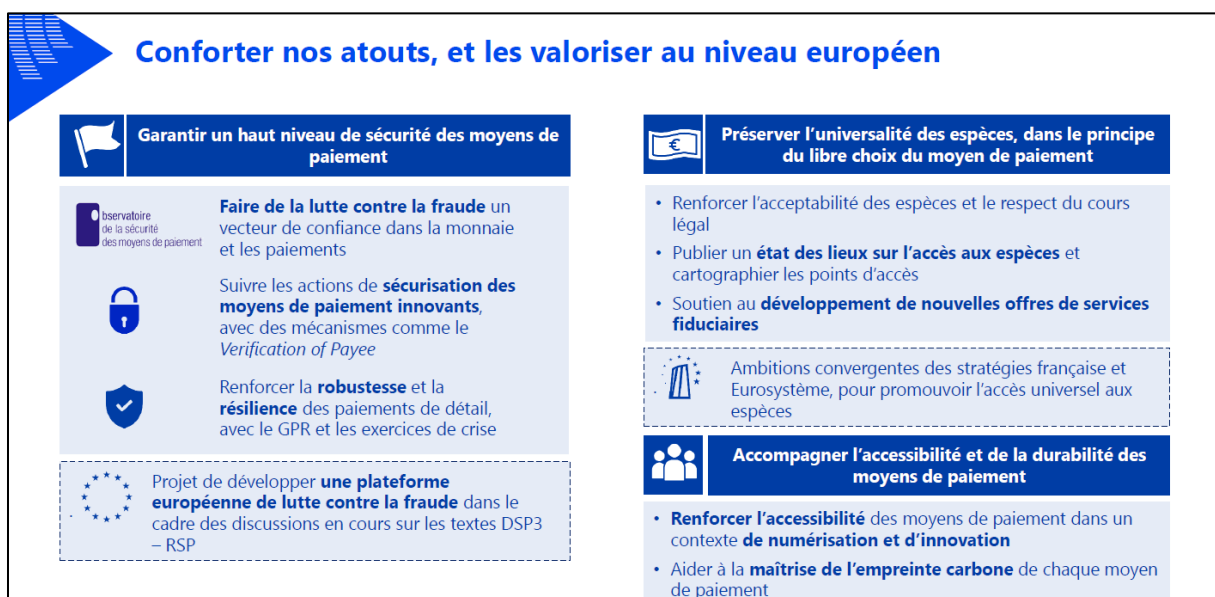 Conforter nos atouts, et les valoriser au niveau européen
Garantir un haut niveau de sécurité des moyens de
paiement
bservatoire
de la sécurité
des moyens de paiement
Faire de la lutte contre la fraude un
vecteur de confiance dans la monnaie
et les paiements
Suivre les actions de sécurisation des
moyens de paiement innovants,
avec des mécanismes comme le
Verification of Payee
Renforcer la robustesse et la
résilience des paiements de détail,
avec le GPR et les exercices de crise
Projet de développer une plateforme
européenne de lutte contre la fraude dans le
cadre des discussions en cours sur les textes DSP3
– RSP
€
Préserver l’universalité des espèces, dans le principe
du libre choix du moyen de paiement
• Renforcer l’acceptabilité des espèces et le respect du cours
légal
• Publier un état des lieux sur l’accès aux espèces et
cartographier les points d’accès
• Soutien au développement de nouvelles offres de services
fiduciaires
Ambitions convergentes des stratégies française et
Eurosystème, pour promouvoir l’accès universel aux
espèces
Accompagner l’accessibilité et de la durabilité des
moyens de paiement
• Renforcer l’accessibilité des moyens de paiement dans un
contexte de numérisation et d’innovation
• Aider à la maîtrise de l’empreinte carbone de chaque moyen
de paiement